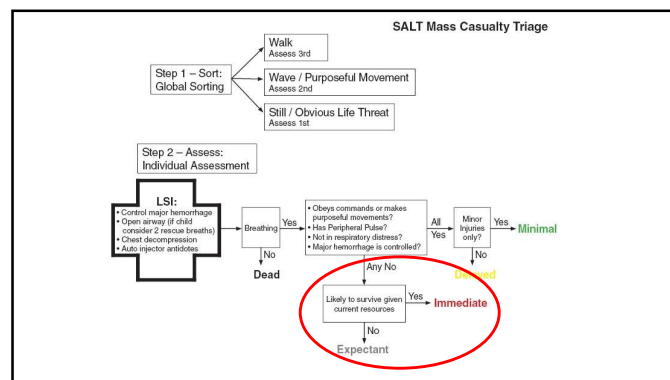 SALT Mass Casualty Triage
Walk
Assess 3rd
Step 1 – Sort:
Global Sorting
Wave / Purposeful Movement
Assess 2nd
Still / Obvious Life Threat
Assess 1st
Step 2 – Assess:
Individual Assessment
LSI:
• Control major hemorrhage
• Open airway (if child
consider 2 rescue breaths)
• Chest decompression
• Auto injector antidotes
Breathing
Yes
No
Dead
• Obeys commands or makes
purposeful movements?
• Has Peripheral Pulse?
• Not in respiratory distress?
• Major hemorrhage is controlled?
All
Yes
Minor
Injuries
only?
Yes
Minimal
No
Delayed
Any No
Likely to survive given
current resources
Yes
Immediate
No
Expectant